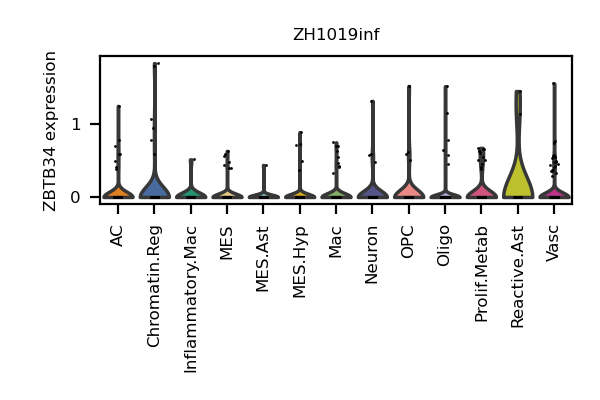 ZH1019inf
ZBTB34 expression
1
0
AC
Chromatin.Reg
Inflammatory.Mac
MES
MES.Ast
MES.Hyp
Mac
Neuron
OPC
Oligo
Prolif.Metab
Reactive.Ast
Vasc